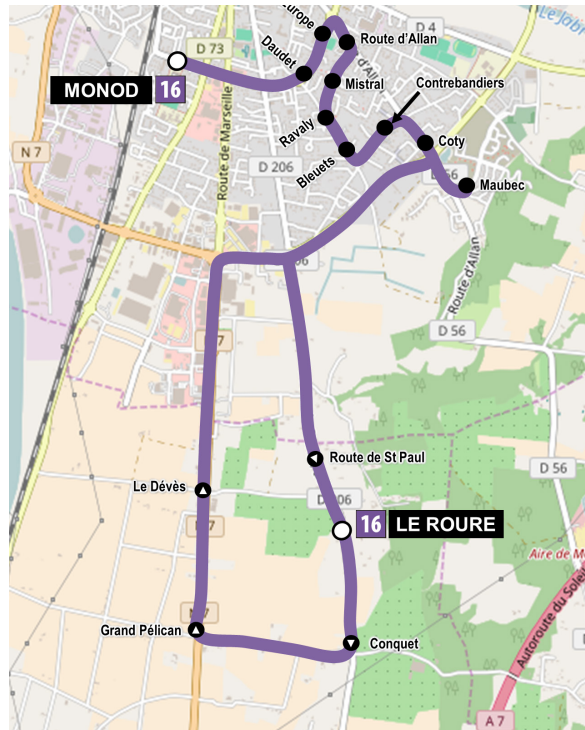 D 4
D 73
Route d'Allan
Daudet
MONOD 16
Mistral
Contrebandiers
N 7
Route de Marseille
Ravaly
Coty
D 206
Bleuets
Maubec
Route d'Allan
D 56
Route de St Paul
Le Dévès
D 56
16 LE ROURE
Grand Pélican
Conquet
Autoroute du Soleil
A 7